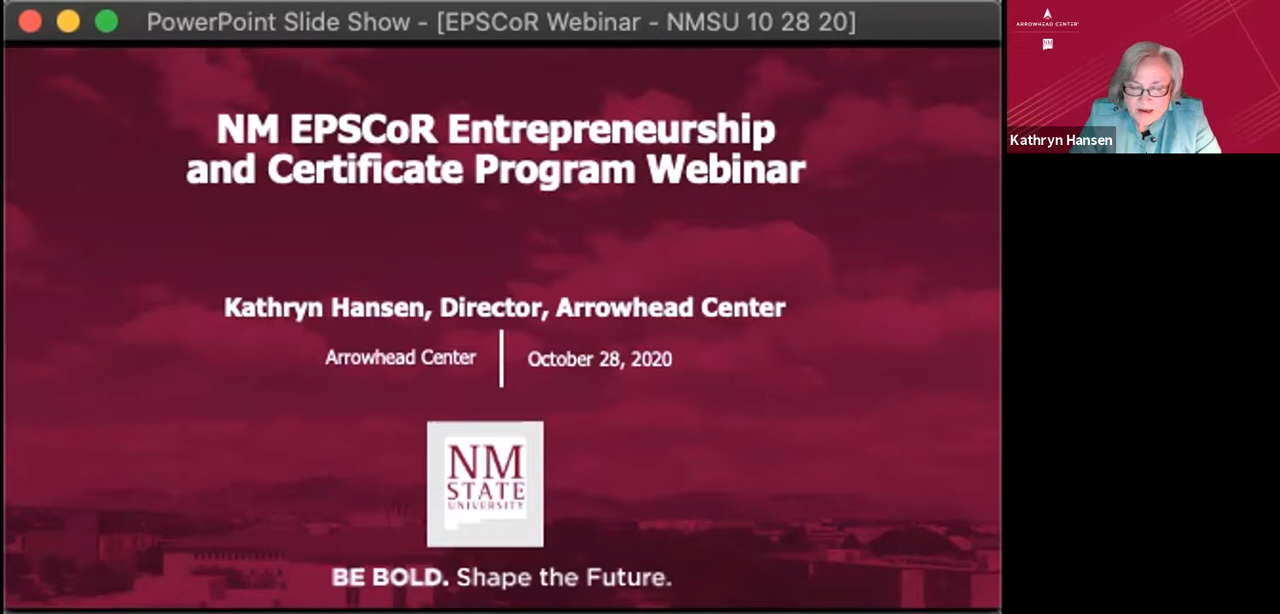 PowerPoint Slide Show - [EPSCoR Webinar - NMSU 10 28 20]
NM EPSCoR Entrepreneurship
and Certificate Program Webinar
Kathryn Hansen, Director, Arrowhead Center
Arrowhead Center
October 28, 2020
NM
STATE
UNIVERSITY
BE BOLD. Shape the Future.
ARROWHEAD CENTER
NM
Kathryn Hansen